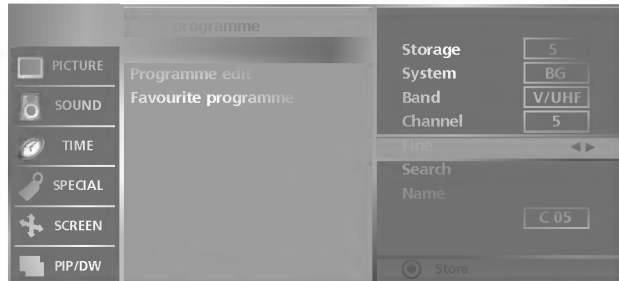 programme
Programme edit
Favourite programme
PICTURE
SOUND
TIME
SPECIAL
SCREEN
PIP/DW
Storage 5
System BG
Band V/UHF
Channel 5
Fine ◀▶
Search
Name
C 05
Store